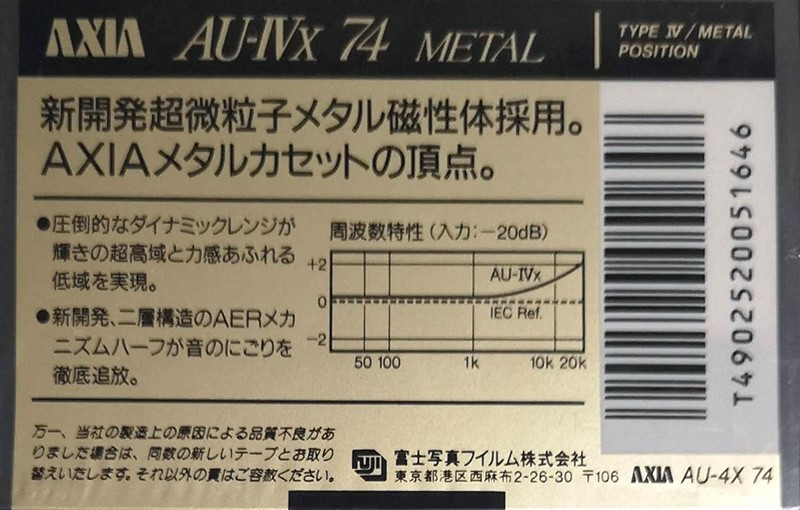 AXIA AU-IVx 74 METAL
TYPE IV / METAL
POSITION
新開発超微粒子メタル磁性体採用。
AXIAメタルカセットの頂点。
●圧倒的なダイナミックレンジが
輝きの超高域と力感あふれる
低域を実現。
●新開発、二層構造のAERメカ
ニズムハーフが音のにごりを
徹底追放。
周波数特性（入力:－20dB）
+2
AU-IVx
0
IEC Ref.
−2
50 100 1k 10k 20k
万一、当社の製造上の原因による品質不良があ
りました場合は、同数の新しいテープとお取り
替えいたします。それ以外の責はご容赦ください。
FUJI 富士写真フイルム株式会社
東京都港区西麻布2-26-30 〒106
T4902520051646
AXIA AU-4X 74